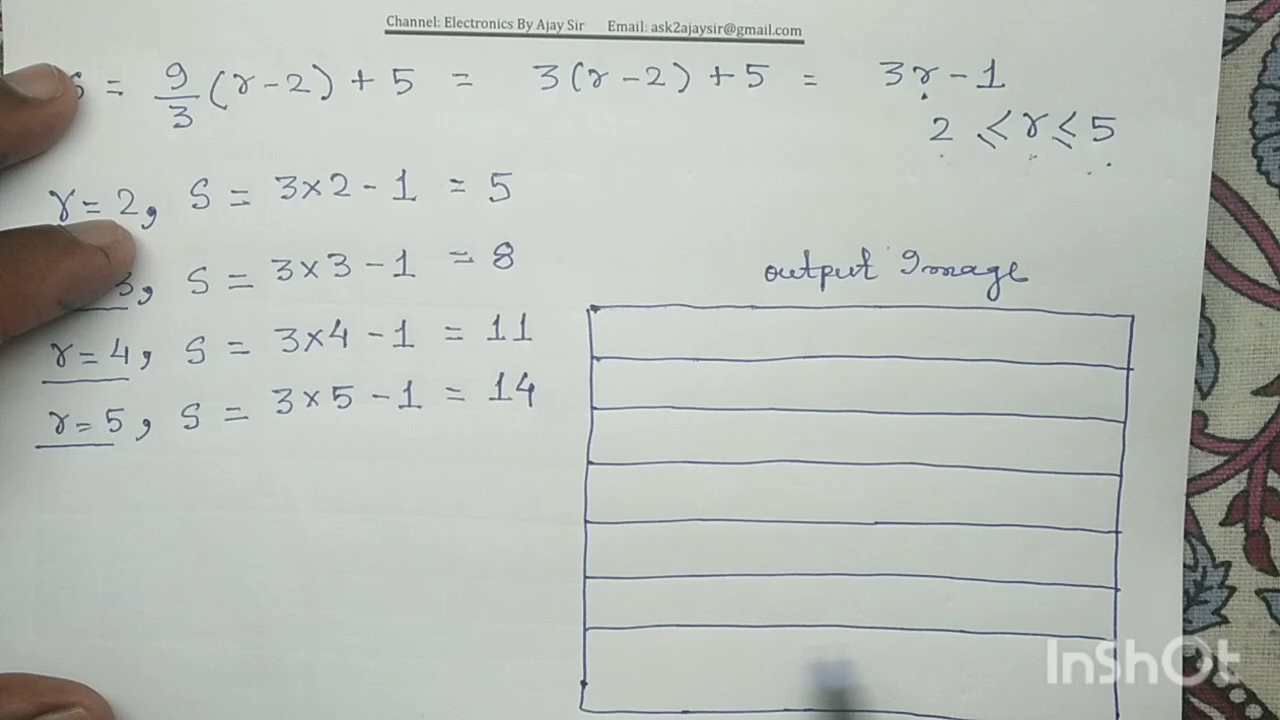 Channel: Electronics By Ajay Sir Email: ask2ajaysir@gmail.com
S = 9/3 (r - 2) + 5 = 3(r - 2) + 5 = 3r - 1
2 ≤ r ≤ 5
r = 2, S = 3×2 - 1 = 5
3, S = 3×3 - 1 = 8
r = 4, S = 3×4 - 1 = 11
r = 5, S = 3×5 - 1 = 14
output Image
InShOt